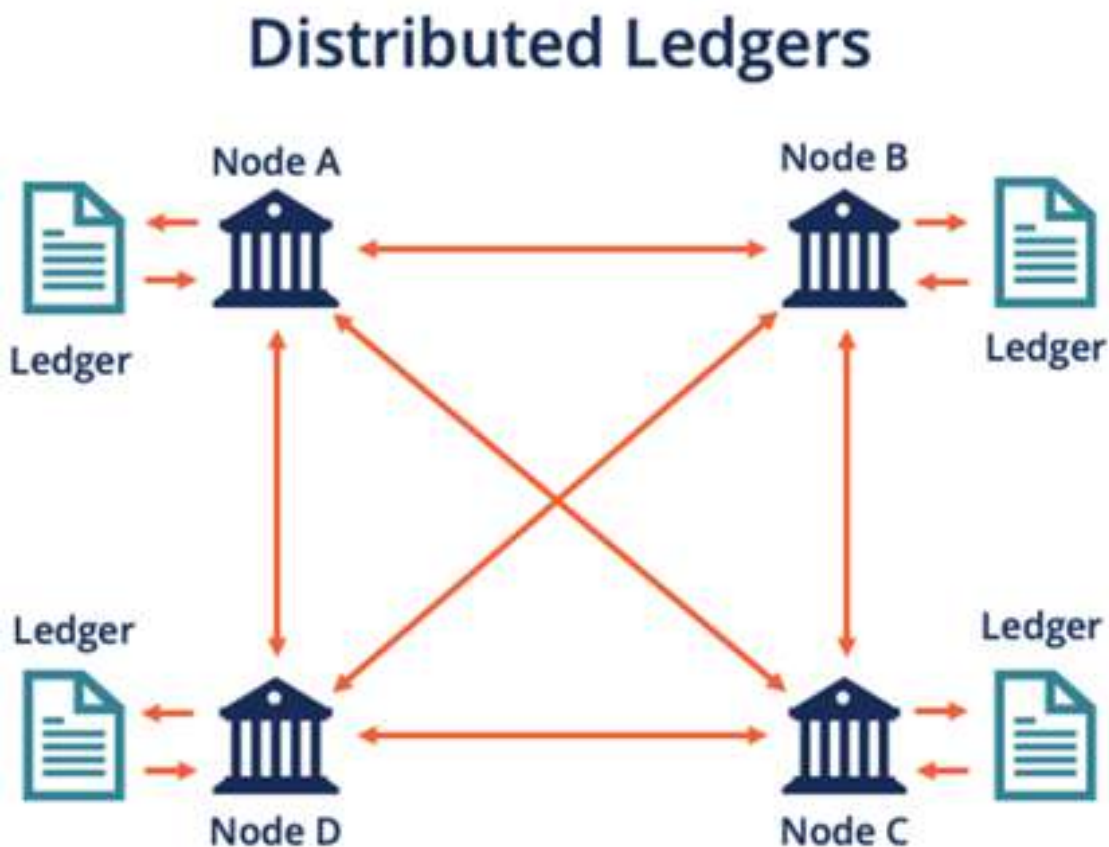 Distributed Ledgers
Node A
Node B
Ledger
Ledger
Ledger
Ledger
Node D
Node C